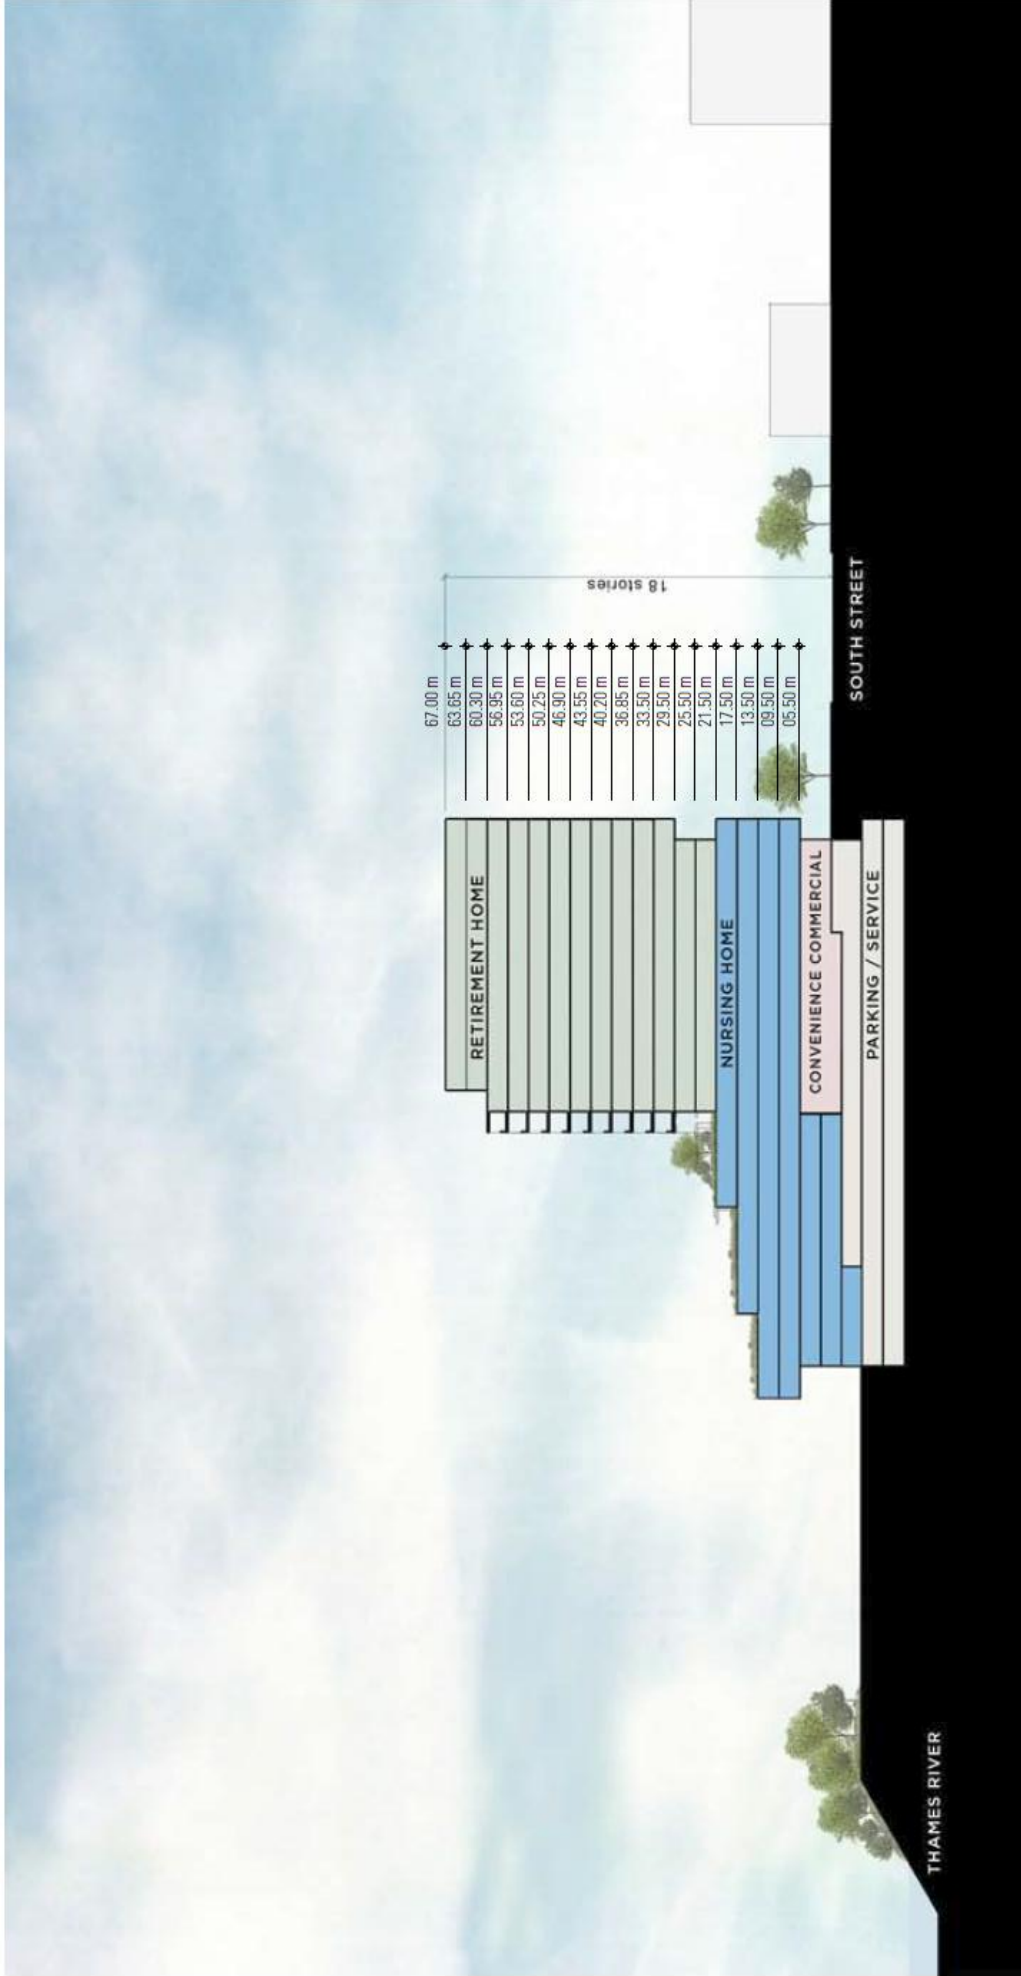 67.00 m
63.65 m
60.30 m
56.95 m
53.60 m
50.25 m
46.90 m
43.55 m
40.20 m
36.85 m
33.50 m
29.50 m
25.50 m
21.50 m
17.50 m
13.50 m
09.50 m
05.50 m
18 stories
RETIREMENT HOME
NURSING HOME
CONVENIENCE COMMERCIAL
PARKING / SERVICE
SOUTH STREET
THAMES RIVER